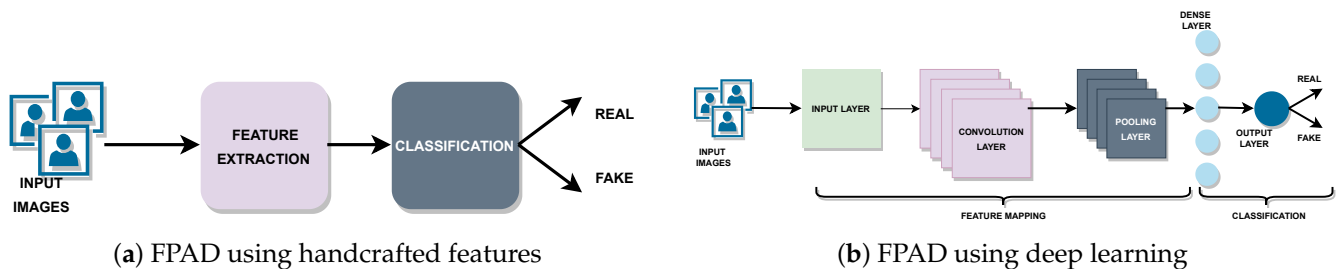 INPUT
IMAGES
FEATURE
EXTRACTION
CLASSIFICATION
REAL
FAKE
(a) FPAD using handcrafted features
INPUT
IMAGES
INPUT LAYER
CONVOLUTION
LAYER
POOLING
LAYER
DENSE
LAYER
OUTPUT
LAYER
REAL
FAKE
FEATURE MAPPING
CLASSIFICATION
(b) FPAD using deep learning